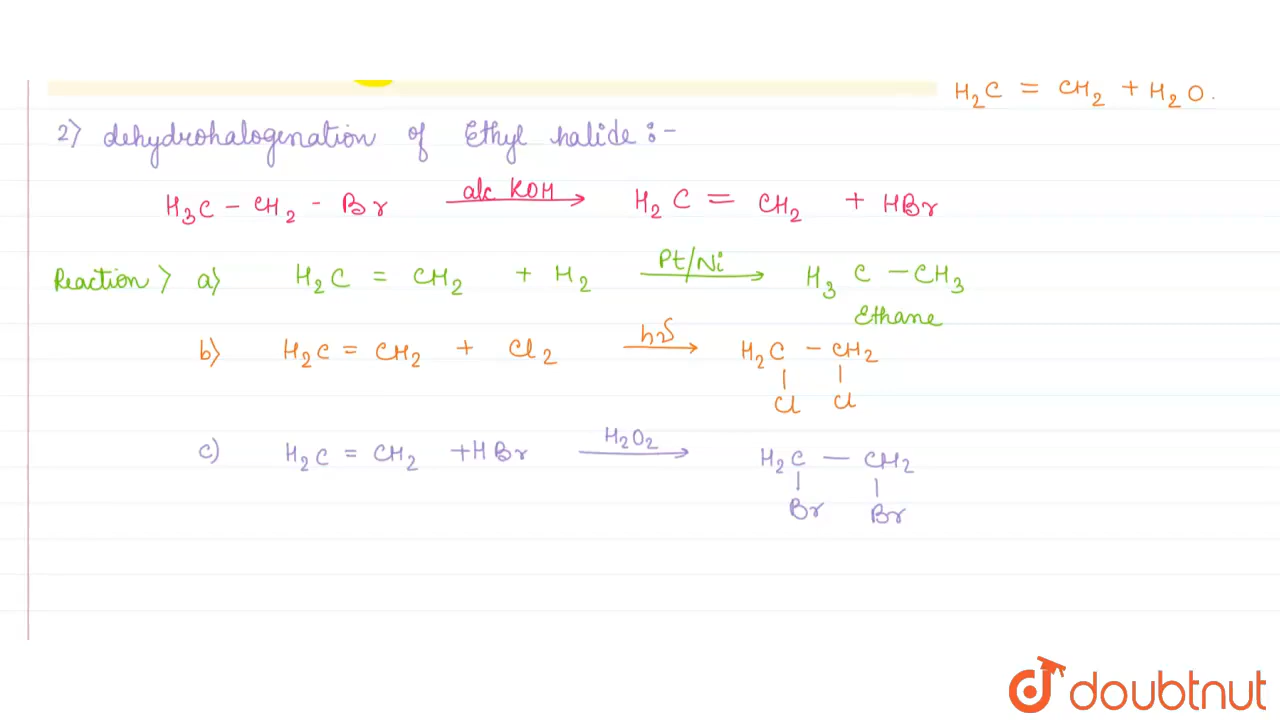 H2C = CH2 + H2O.
2> dehydrohalogenation of Ethyl halide :-
H3C - CH2 - Br alc KOH → H2C = CH2 + HBr
Reaction > a) H2C = CH2 + H2 Pt/Ni → H3C - CH3
Ethane
b) H2C = CH2 + Cl2 hυ → H2C - CH2
Cl Cl
c) H2C = CH2 + HBr H2O2 → H2C - CH2
Br Br
doubtnut